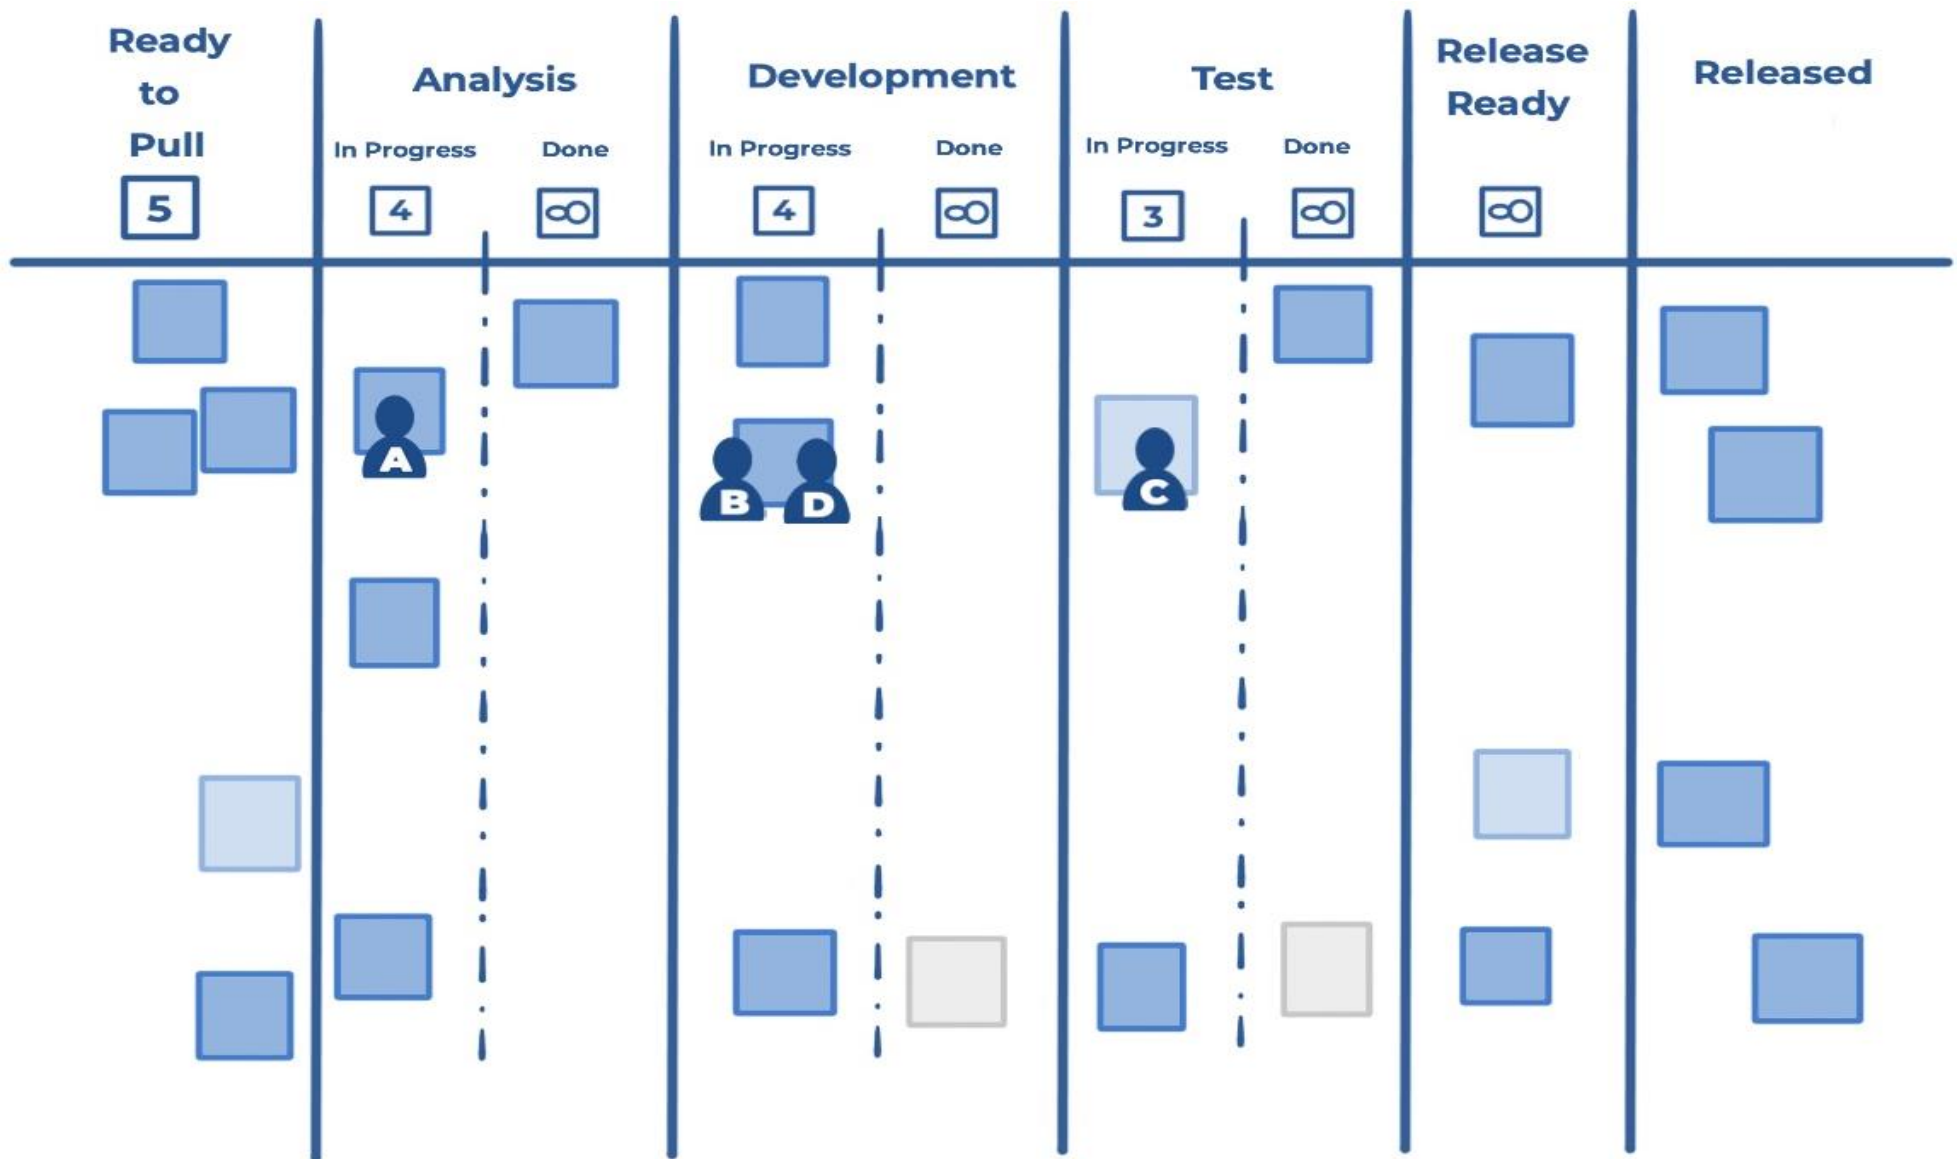 Ready
to
Pull
5
Analysis
In Progress
Done
4
∞
Development
In Progress
Done
4
∞
Test
In Progress
Done
3
∞
Release
Ready
∞
Released
A
B
D
C